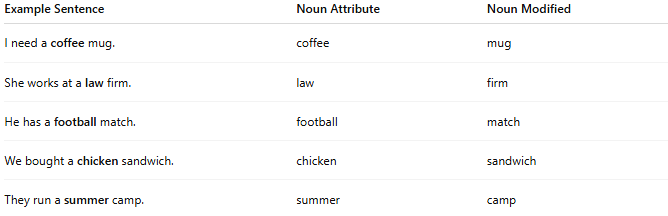 Example Sentence Noun Attribute Noun Modified
I need a coffee mug. coffee mug
She works at a law firm. law firm
He has a football match. football match
We bought a chicken sandwich. chicken sandwich
They run a summer camp. summer camp